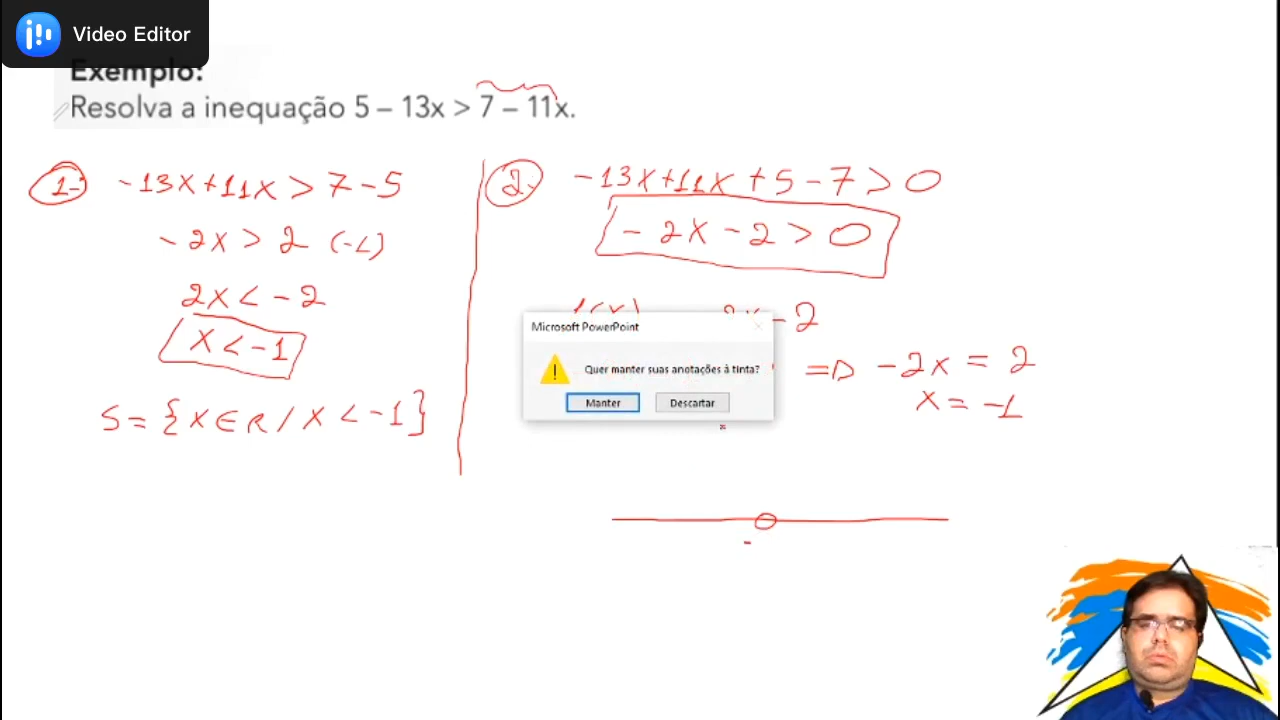 Video Editor
Exemplo:
Resolva a inequação 5 – 13x > 7 – 11x.
1-
-13x+11x > 7-5
-2x > 2 (-1)
2x < -2
x < -1
S = {x ∈ R / x < -1}
2.
-13x+11x+5-7 > 0
-2x-2 > 0
-2
=D -2x = 2
x = -1
Microsoft PowerPoint
Quer manter suas anotações à tinta?
Manter
Descartar